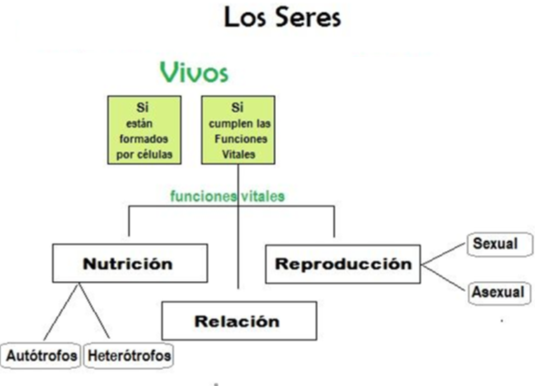 Los Seres
Vivos
Si
están
formados
por células
Si
cumplen las
Funciones
Vitales
funciones vitales
Nutrición
Reproducción
Sexual
Asexual
Relación
Autótrofos
Heterótrofos